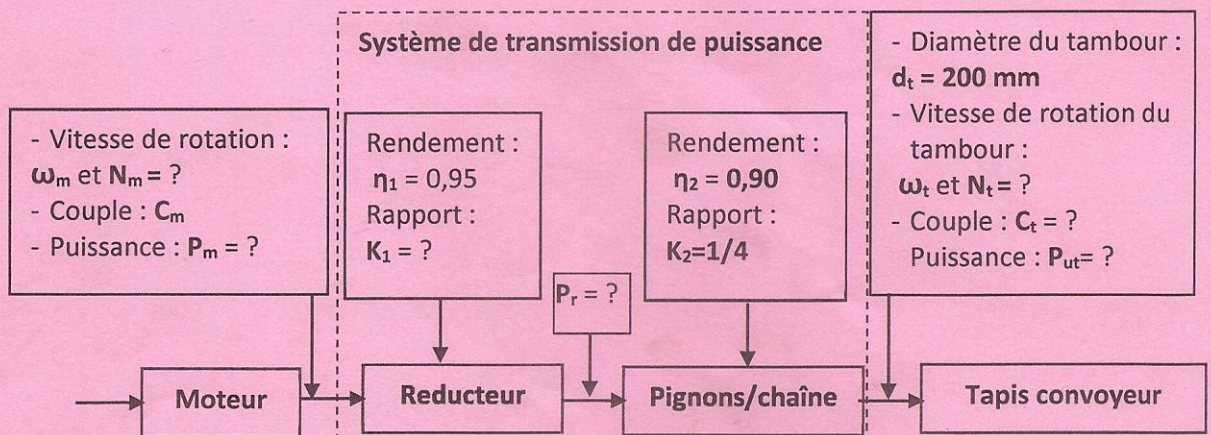 Système de transmission de puissance
- Vitesse de rotation :
ωm et Nm = ?
- Couple : Cm
- Puissance : Pm = ?
Rendement :
η1 = 0,95
Rapport :
K1 = ?
Pr = ?
Rendement :
η2 = 0,90
Rapport :
K2=1/4
- Diamètre du tambour :
dt = 200 mm
- Vitesse de rotation du
tambour :
ωt et Nt = ?
- Couple : Ct = ?
Puissance : Put= ?
Moteur
Reducteur
Pignons/chaîne
Tapis convoyeur